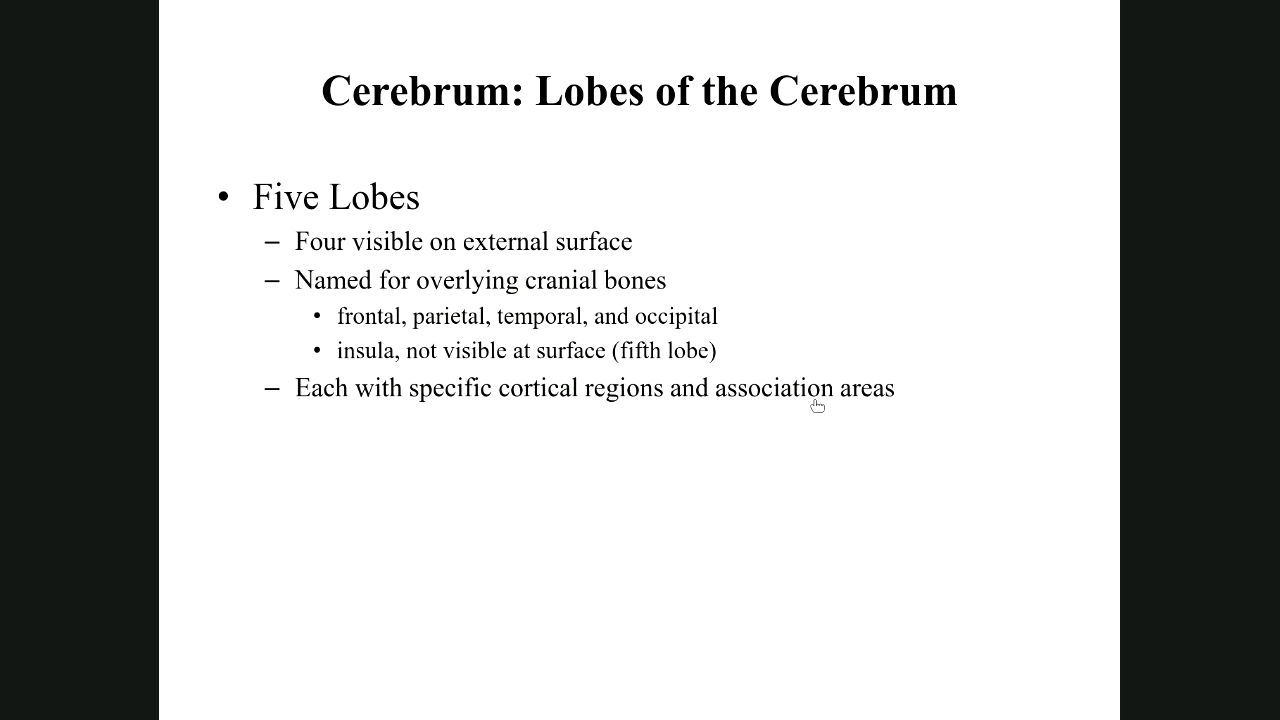 Cerebrum: Lobes of the Cerebrum
• Five Lobes
– Four visible on external surface
– Named for overlying cranial bones
• frontal, parietal, temporal, and occipital
• insula, not visible at surface (fifth lobe)
– Each with specific cortical regions and association areas